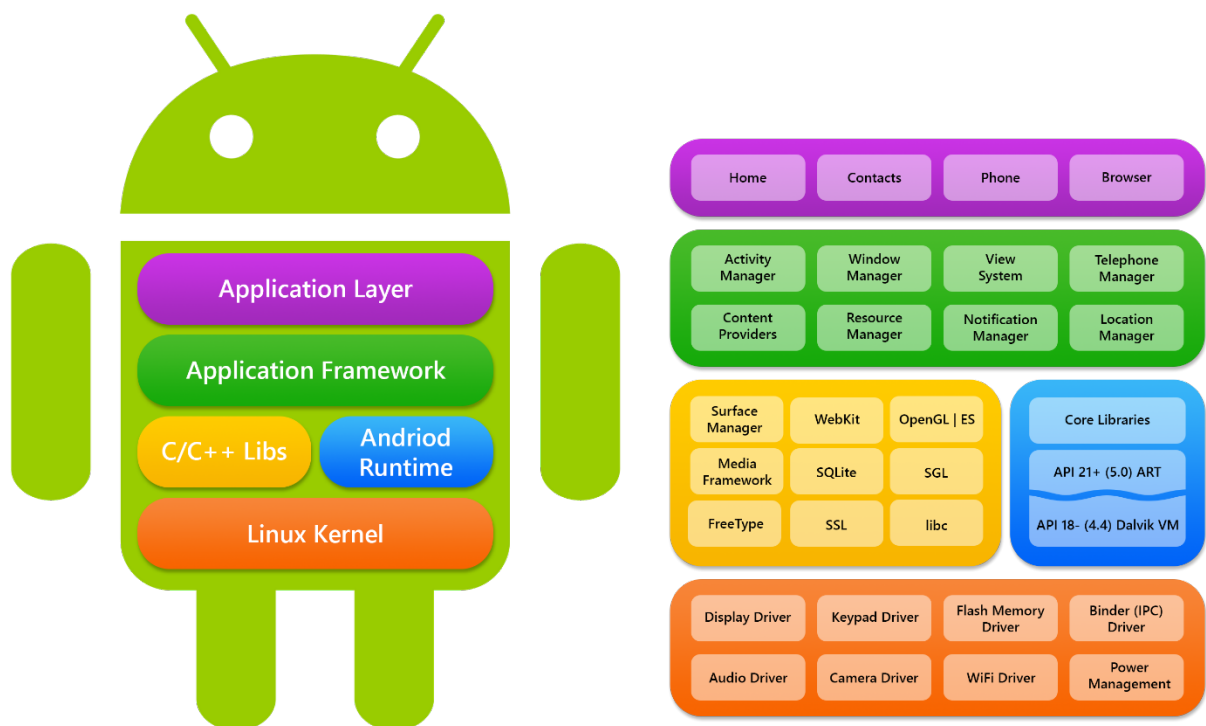 Application Layer
Application Framework
C/C++ Libs
Andriod
Runtime
Linux Kernel
Home
Contacts
Phone
Browser
Activity
Manager
Window
Manager
View
System
Telephone
Manager
Content
Providers
Resource
Manager
Notification
Manager
Location
Manager
Surface
Manager
WebKit
OpenGL | ES
Media
Framework
SQLite
SGL
FreeType
SSL
libc
Core Libraries
API 21+ (5.0) ART
API 18- (4.4) Dalvik VM
Display Driver
Keypad Driver
Flash Memory
Driver
Binder (IPC)
Driver
Audio Driver
Camera Driver
WiFi Driver
Power
Management